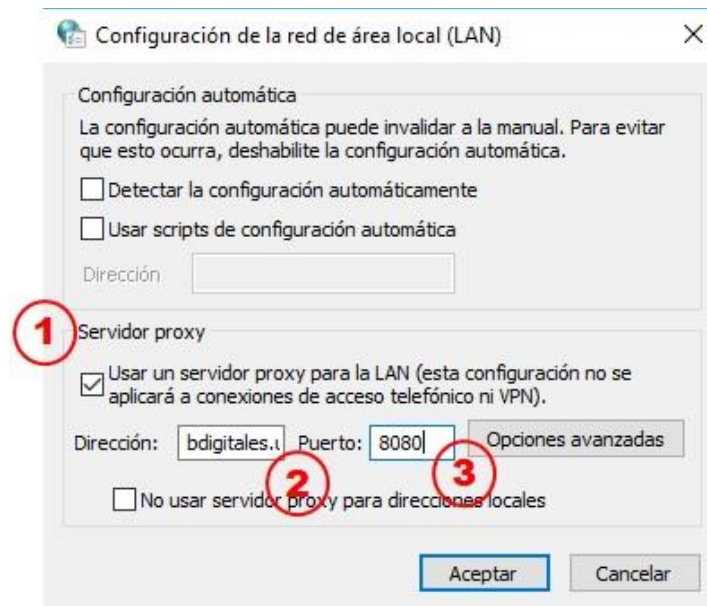 Configuración de la red de área local (LAN)
Configuración automática
La configuración automática puede invalidar a la manual. Para evitar
que esto ocurra, deshabilite la configuración automática.
Detectar la configuración automáticamente
Usar scripts de configuración automática
Dirección
1
Servidor proxy
Usar un servidor proxy para la LAN (esta configuración no se
aplicará a conexiones de acceso telefónico ni VPN).
Dirección: bdigitales.u Puerto: 8080 Opciones avanzadas
2 3
No usar servidor proxy para direcciones locales
Aceptar Cancelar